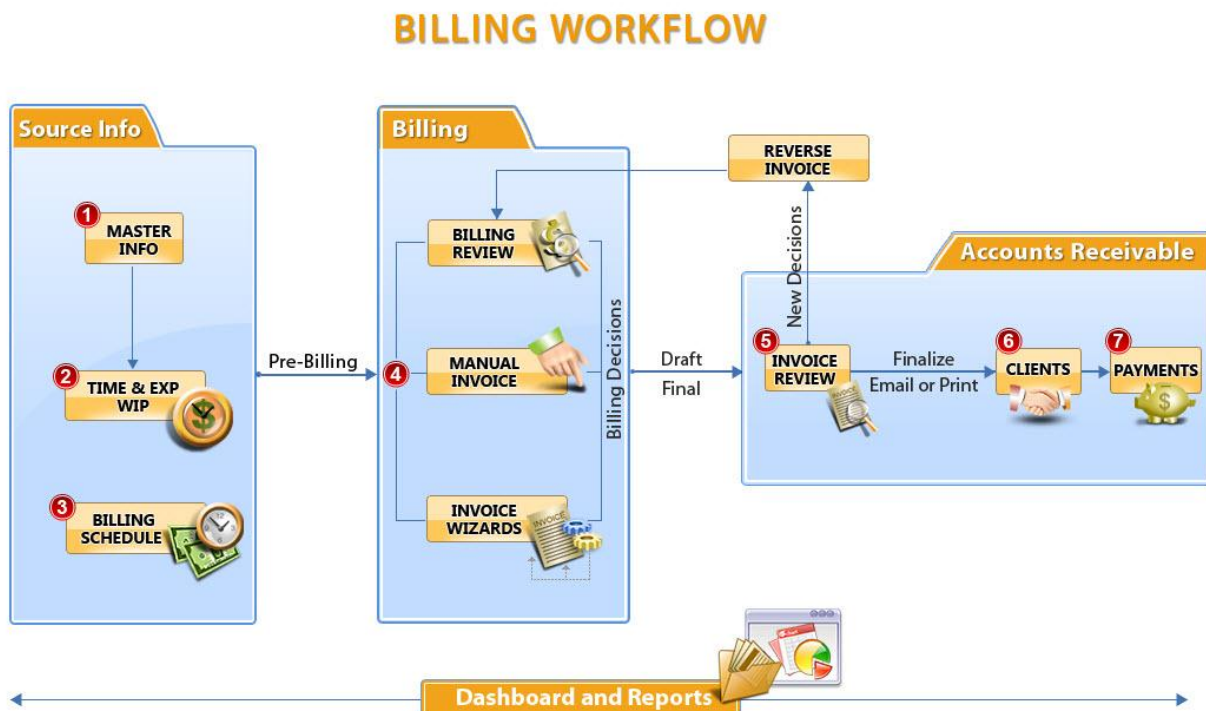 BILLING WORKFLOW
Source Info
1
MASTER
INFO
2
TIME & EXP
WIP
3
BILLING
SCHEDULE
Pre-Billing
Billing
BILLING
REVIEW
4
MANUAL
INVOICE
INVOICE
WIZARDS
INVOICE
Billing Decisions
Draft
Final
REVERSE
INVOICE
New Decisions
Accounts Receivable
5
INVOICE
REVIEW
Finalize
Email or Print
6
CLIENTS
7
PAYMENTS
Dashboard and Reports